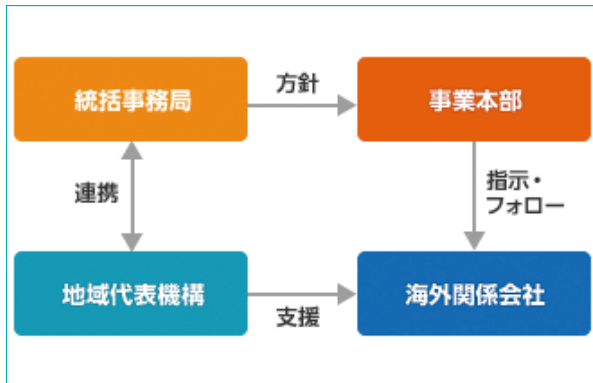 統括事務局
方針
事業本部
連携
指示・
フォロー
地域代表機構
支援
海外関係会社